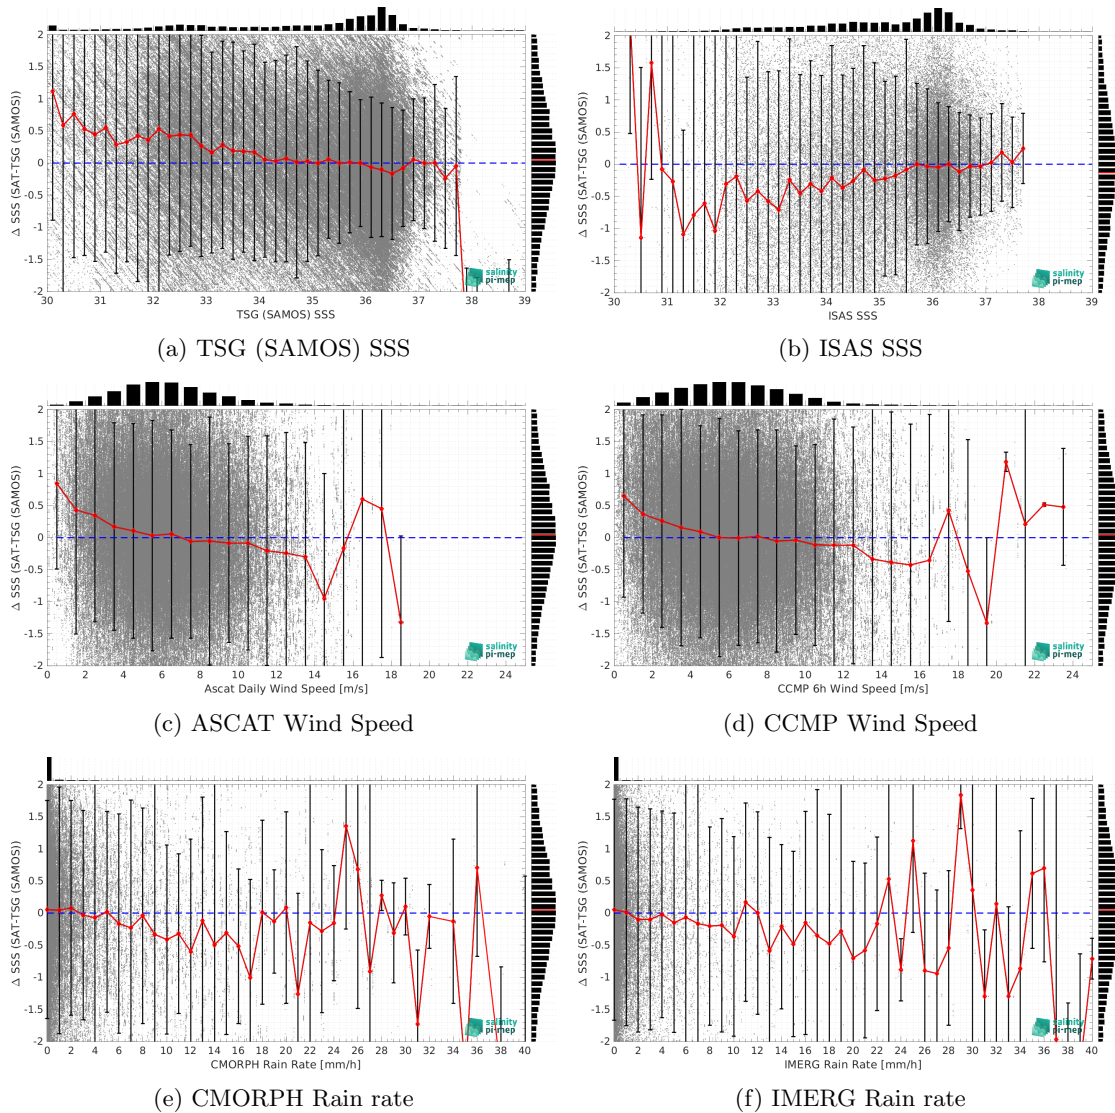 Δ SSS (SAT-TSG (SAMOS))
2
1.5
1
0.5
0
-0.5
-1
-1.5
-2
30 31 32 33 34 35 36 37 38 39
TSG (SAMOS) SSS
salinity
pi-mep
(a) TSG (SAMOS) SSS
Δ SSS (SAT-TSG (SAMOS))
2
1.5
1
0.5
0
-0.5
-1
-1.5
-2
30 31 32 33 34 35 36 37 38 39
ISAS SSS
salinity
pi-mep
(b) ISAS SSS
Δ SSS (SAT-TSG (SAMOS))
2
1.5
1
0.5
0
-0.5
-1
-1.5
-2
0 2 4 6 8 10 12 14 16 18 20 22 24
Ascat Daily Wind Speed [m/s]
salinity
pi-mep
(c) ASCAT Wind Speed
Δ SSS (SAT-TSG (SAMOS))
2
1.5
1
0.5
0
-0.5
-1
-1.5
-2
0 2 4 6 8 10 12 14 16 18 20 22 24
CCMP 6h Wind Speed [m/s]
salinity
pi-mep
(d) CCMP Wind Speed
Δ SSS (SAT-TSG (SAMOS))
2
1.5
1
0.5
0
-0.5
-1
-1.5
-2
0 2 4 6 8 10 12 14 16 18 20 22 24 26 28 30 32 34 36 38 40
CMORPH Rain Rate [mm/h]
salinity
pi-mep
(e) CMORPH Rain rate
Δ SSS (SAT-TSG (SAMOS))
2
1.5
1
0.5
0
-0.5
-1
-1.5
-2
0 2 4 6 8 10 12 14 16 18 20 22 24 26 28 30 32 34 36 38 40
IMERG Rain Rate [mm/h]
salinity
pi-mep
(f) IMERG Rain rate